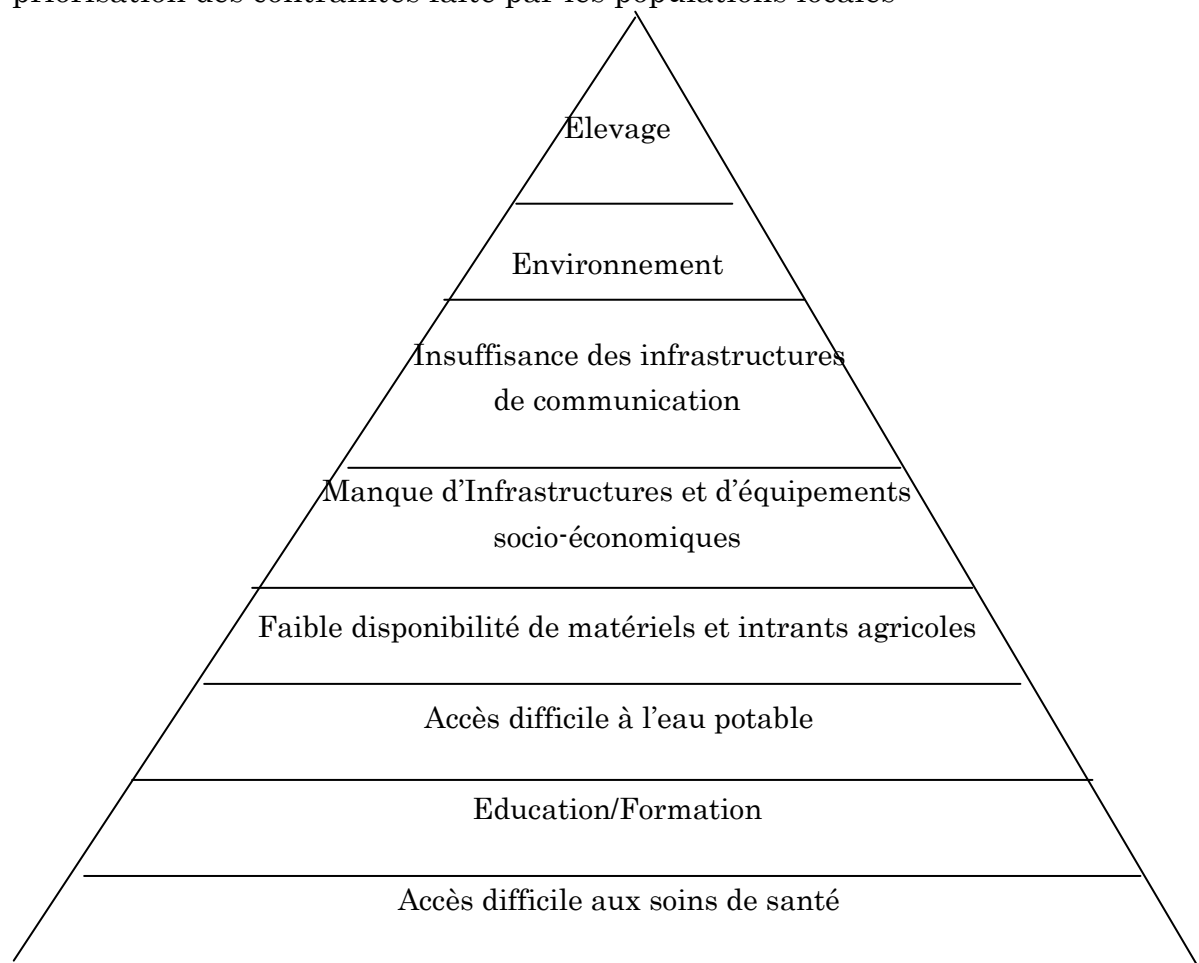 priorisation des contraintes faite par les populations locales
Elevage
Environnement
Insuffisance des infrastructures
de communication
Manque d’Infrastructures et d’équipements
socio-économiques
Faible disponibilité de matériels et intrants agricoles
Accès difficile à l’eau potable
Education/Formation
Accès difficile aux soins de santé